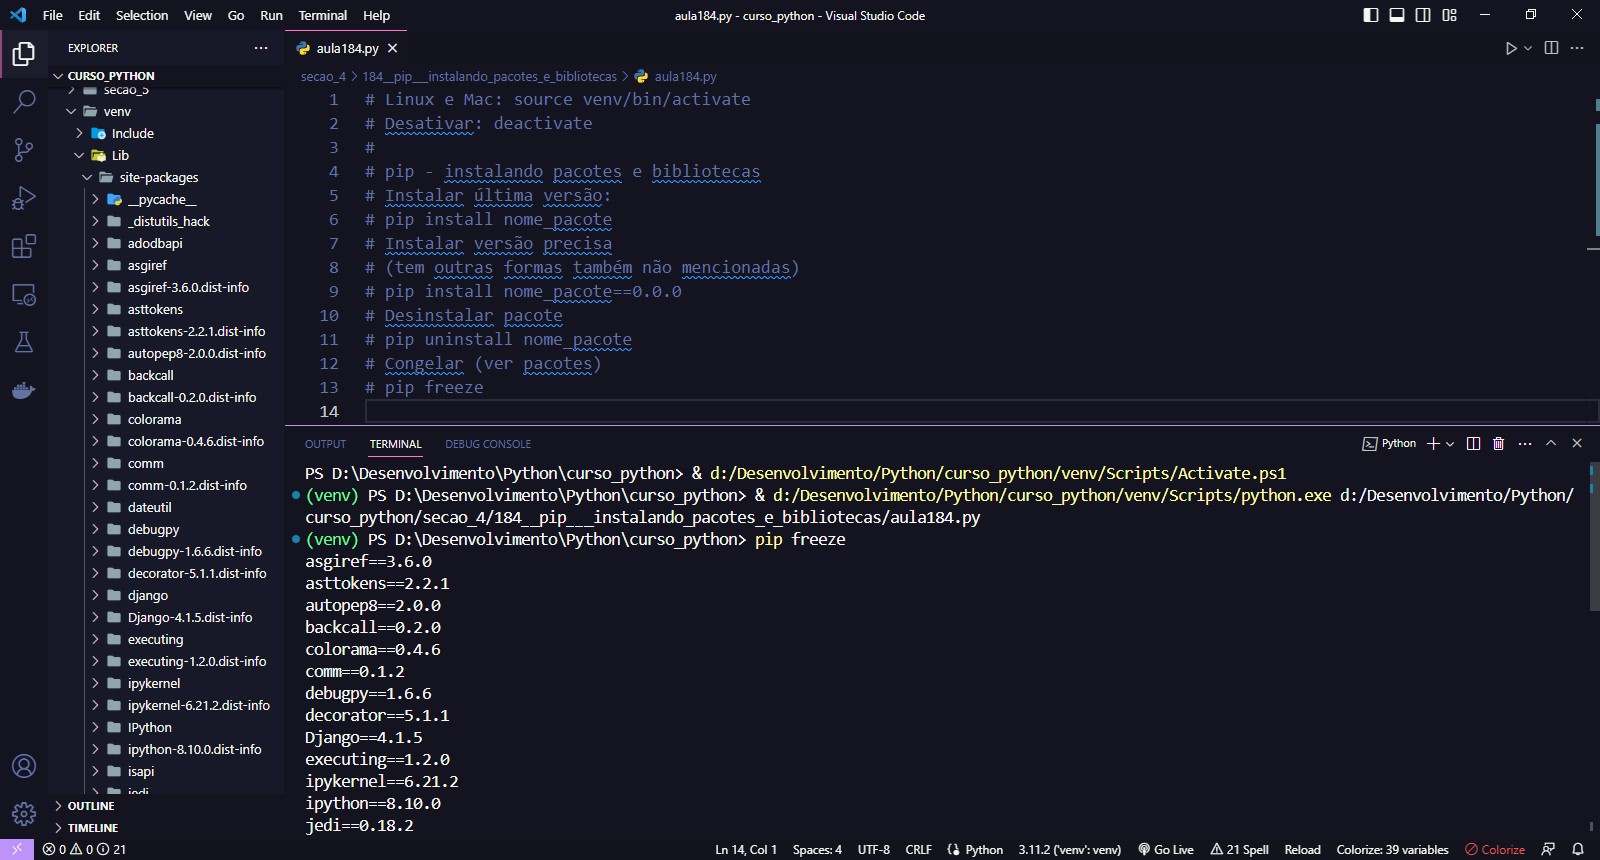 File Edit Selection View Go Run Terminal Help
aula184.py - curso_python - Visual Studio Code
EXPLORER
CURSO_PYTHON
secao_5
venv
Include
Lib
site-packages
__pycache__
_distutils_hack
adodbapi
asgiref
asgiref-3.6.0.dist-info
asttokens
asttokens-2.2.1.dist-info
autopep8-2.0.0.dist-info
backcall
backcall-0.2.0.dist-info
colorama
colorama-0.4.6.dist-info
comm
comm-0.1.2.dist-info
dateutil
debugpy
debugpy-1.6.6.dist-info
decorator-5.1.1.dist-info
django
Django-4.1.5.dist-info
executing
executing-1.2.0.dist-info
ipykernel
ipykernel-6.21.2.dist-info
IPython
ipython-8.10.0.dist-info
isapi
jedi
OUTLINE
TIMELINE
aula184.py
secao_4 > 184__pip___instalando_pacotes_e_bibliotecas > aula184.py
1 # Linux e Mac: source venv/bin/activate
2 # Desativar: deactivate
3 #
4 # pip - instalando pacotes e bibliotecas
5 # Instalar última versão:
6 # pip install nome_pacote
7 # Instalar versão precisa
8 # (tem outras formas também não mencionadas)
9 # pip install nome_pacote==0.0.0
10 # Desinstalar pacote
11 # pip uninstall nome_pacote
12 # Congelar (ver pacotes)
13 # pip freeze
14
OUTPUT TERMINAL DEBUG CONSOLE
Python
PS D:\Desenvolvimento\Python\curso_python> & d:/Desenvolvimento/Python/curso_python/venv/Scripts/Activate.ps1
(venv) PS D:\Desenvolvimento\Python\curso_python> & d:/Desenvolvimento/Python/curso_python/venv/Scripts/python.exe d:/Desenvolvimento/Python/
curso_python/secao_4/184__pip___instalando_pacotes_e_bibliotecas/aula184.py
(venv) PS D:\Desenvolvimento\Python\curso_python> pip freeze
asgiref==3.6.0
asttokens==2.2.1
autopep8==2.0.0
backcall==0.2.0
colorama==0.4.6
comm==0.1.2
debugpy==1.6.6
decorator==5.1.1
Django==4.1.5
executing==1.2.0
ipykernel==6.21.2
ipython==8.10.0
jedi==0.18.2
0 0 21
Ln 14, Col 1 Spaces: 4 UTF-8 CRLF Python 3.11.2 ('venv': venv) Go Live 21 Spell Reload Colorize: 39 variables Colorize